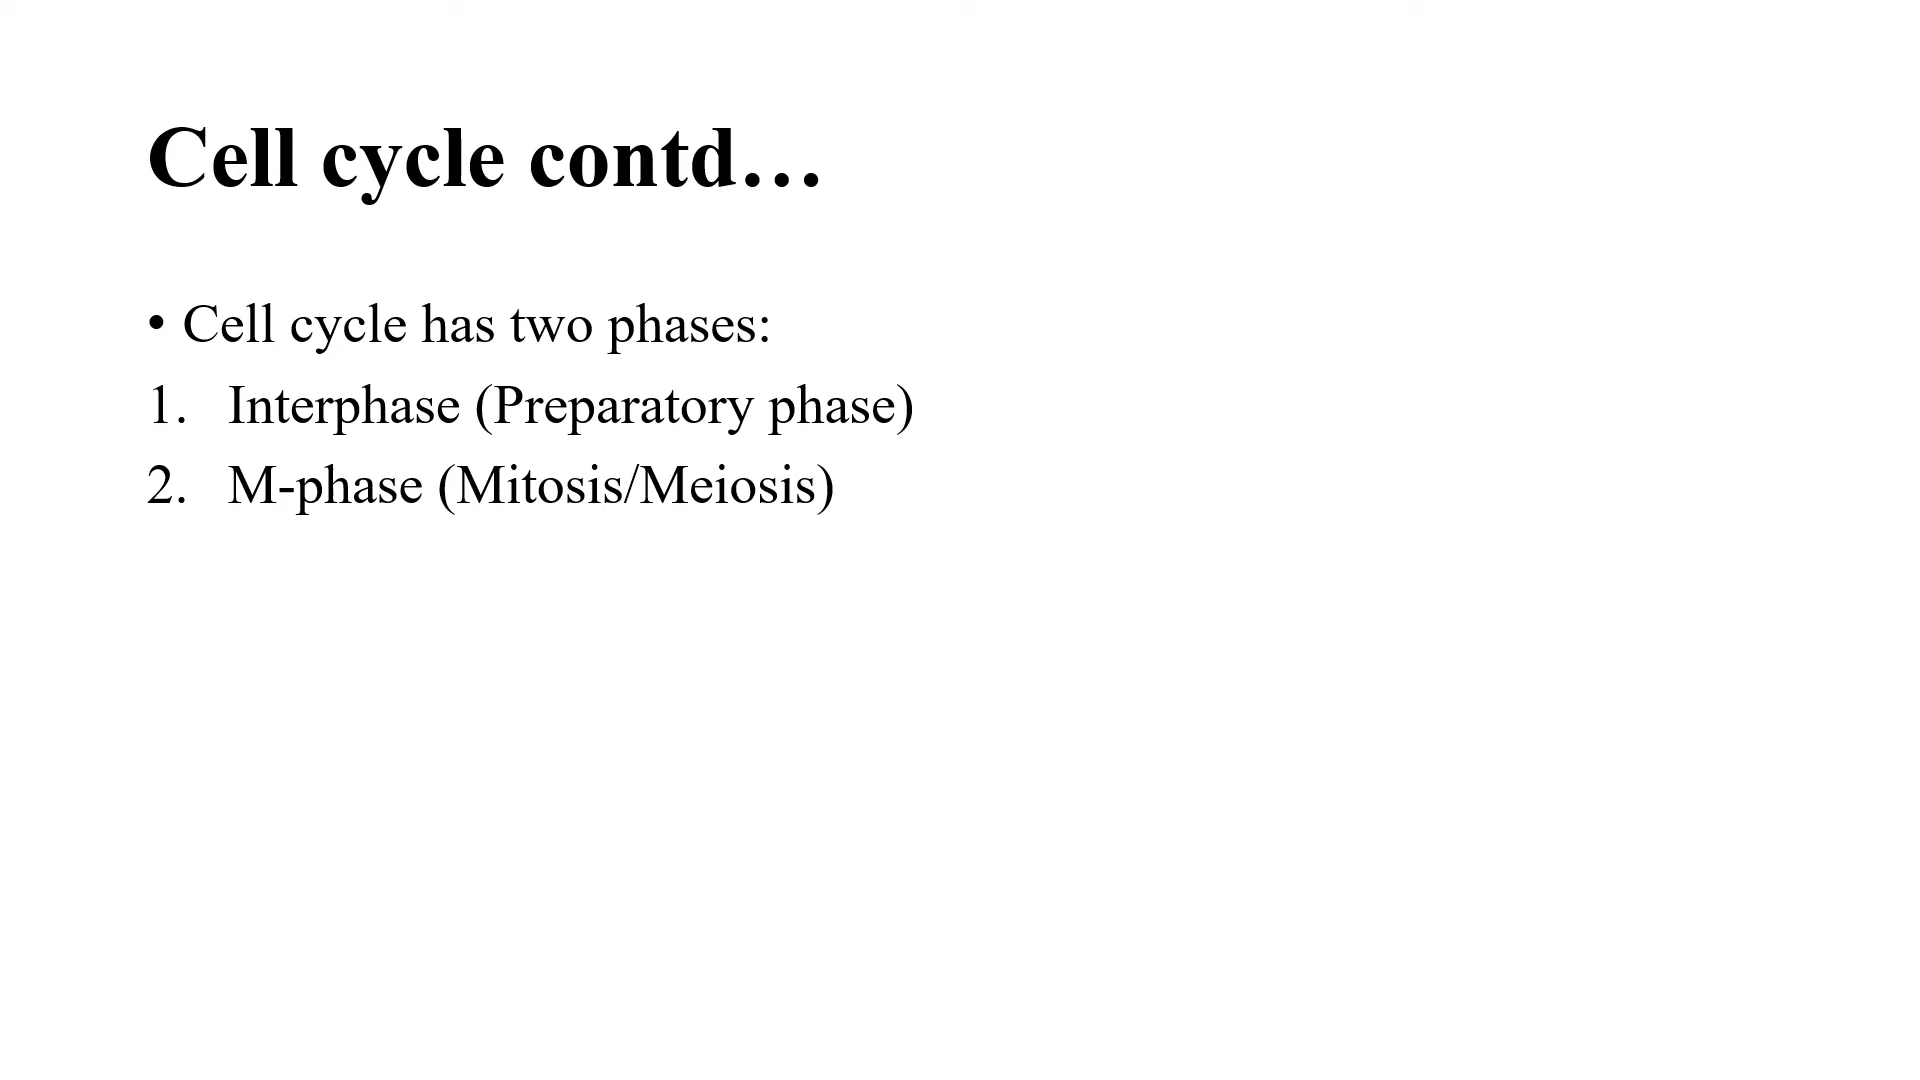 Cell cycle contd…
• Cell cycle has two phases:
1. Interphase (Preparatory phase)
2. M-phase (Mitosis/Meiosis)